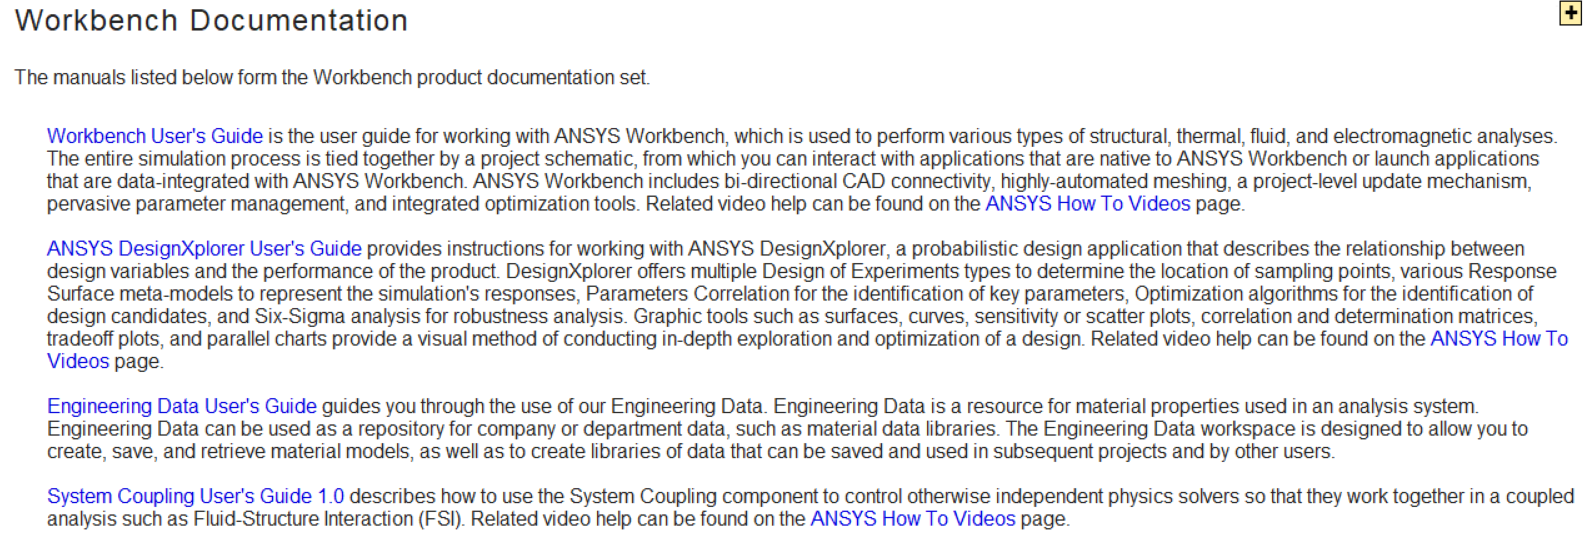 Workbench Documentation
The manuals listed below form the Workbench product documentation set.
Workbench User's Guide is the user guide for working with ANSYS Workbench, which is used to perform various types of structural, thermal, fluid, and electromagnetic analyses.
The entire simulation process is tied together by a project schematic, from which you can interact with applications that are native to ANSYS Workbench or launch applications
that are data-integrated with ANSYS Workbench. ANSYS Workbench includes bi-directional CAD connectivity, highly-automated meshing, a project-level update mechanism,
pervasive parameter management, and integrated optimization tools. Related video help can be found on the ANSYS How To Videos page.
ANSYS DesignXplorer User's Guide provides instructions for working with ANSYS DesignXplorer, a probabilistic design application that describes the relationship between
design variables and the performance of the product. DesignXplorer offers multiple Design of Experiments types to determine the location of sampling points, various Response
Surface meta-models to represent the simulation's responses, Parameters Correlation for the identification of key parameters, Optimization algorithms for the identification of
design candidates, and Six-Sigma analysis for robustness analysis. Graphic tools such as surfaces, curves, sensitivity or scatter plots, correlation and determination matrices,
tradeoff plots, and parallel charts provide a visual method of conducting in-depth exploration and optimization of a design. Related video help can be found on the ANSYS How To
Videos page.
Engineering Data User's Guide guides you through the use of our Engineering Data. Engineering Data is a resource for material properties used in an analysis system.
Engineering Data can be used as a repository for company or department data, such as material data libraries. The Engineering Data workspace is designed to allow you to
create, save, and retrieve material models, as well as to create libraries of data that can be saved and used in subsequent projects and by other users.
System Coupling User's Guide 1.0 describes how to use the System Coupling component to control otherwise independent physics solvers so that they work together in a coupled
analysis such as Fluid-Structure Interaction (FSI). Related video help can be found on the ANSYS How To Videos page.